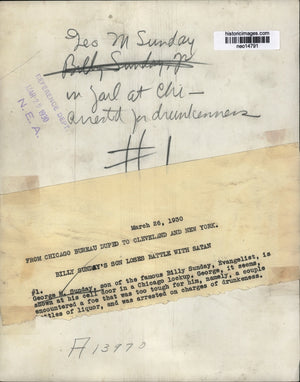 historicimages.com
neo14791
Geo M Sunday
Billy Sunday Jr
in jail at Chi—
arrested for drunkenness
REFERENCE DEPT.
MAR 26 1930
N. E. A.
#1
March 26, 1930
FROM CHICAGO BUREAU DUPED TO CLEVELAND AND NEW YORK.
BILLY SUNDAY'S SON LOSES BATTLE WITH SATAN
#1.
George M. Sunday, son of the famous Billy Sunday, Evangelist, is
shown at his cell door in a Chicago lockup. George, it seems,
encountered a foe that was too tough for him, namely, a couple
bottles of liquor, and was arrested on charges of drunkenness.
A 13970